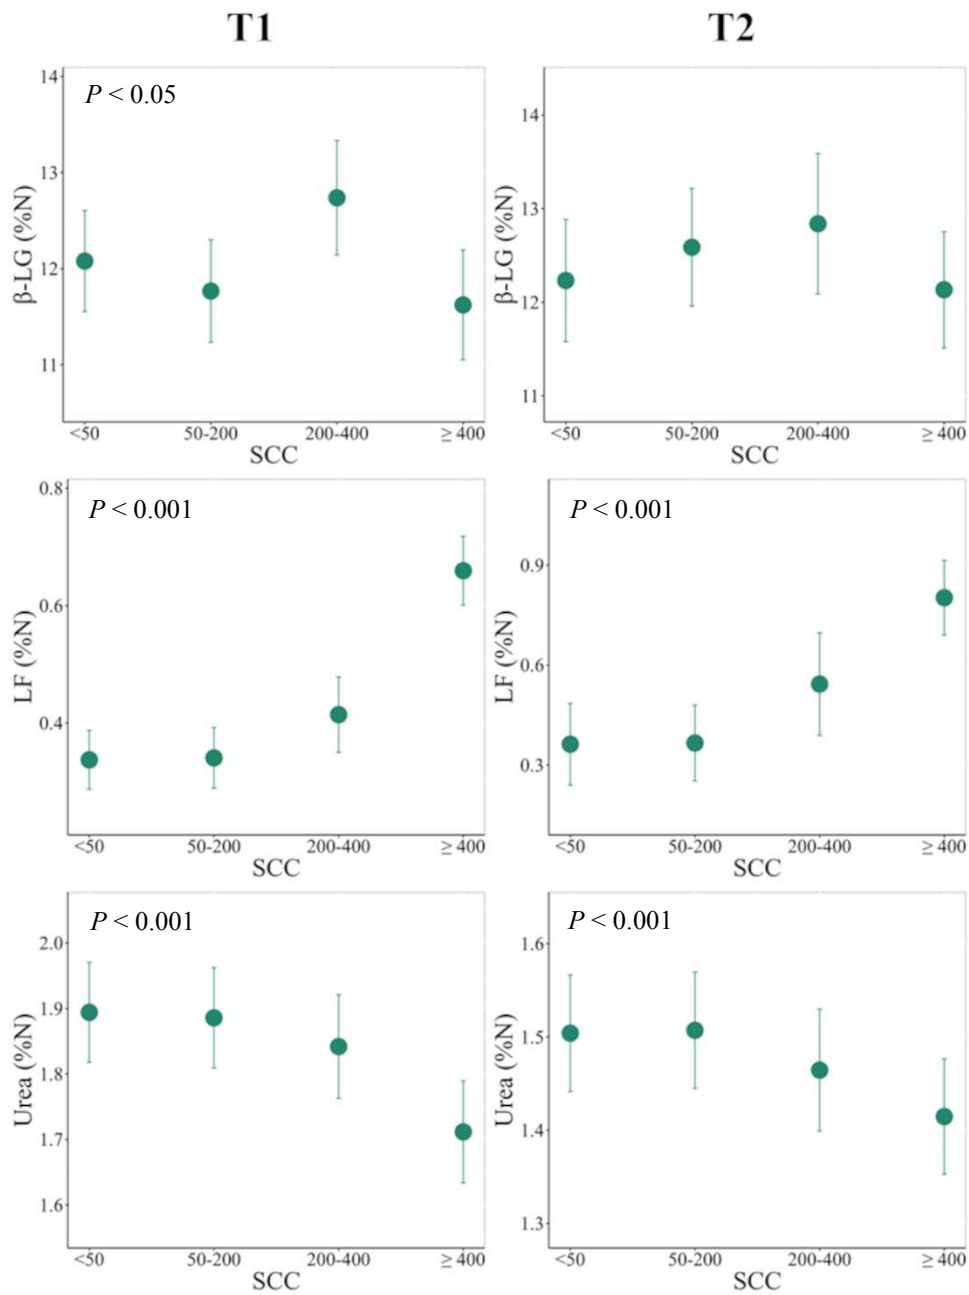 T1
T2
P < 0.05
β-LG (%N)
14
13
12
11
<50
50-200
200-400
≥ 400
SCC
β-LG (%N)
14
13
12
11
<50
50-200
200-400
≥ 400
SCC
P < 0.001
LF (%N)
0.8
0.6
0.4
<50
50-200
200-400
≥ 400
SCC
P < 0.001
LF (%N)
0.9
0.6
0.3
<50
50-200
200-400
≥ 400
SCC
P < 0.001
Urea (%N)
2.0
1.9
1.8
1.7
1.6
<50
50-200
200-400
≥ 400
SCC
P < 0.001
Urea (%N)
1.6
1.5
1.4
1.3
<50
50-200
200-400
≥ 400
SCC